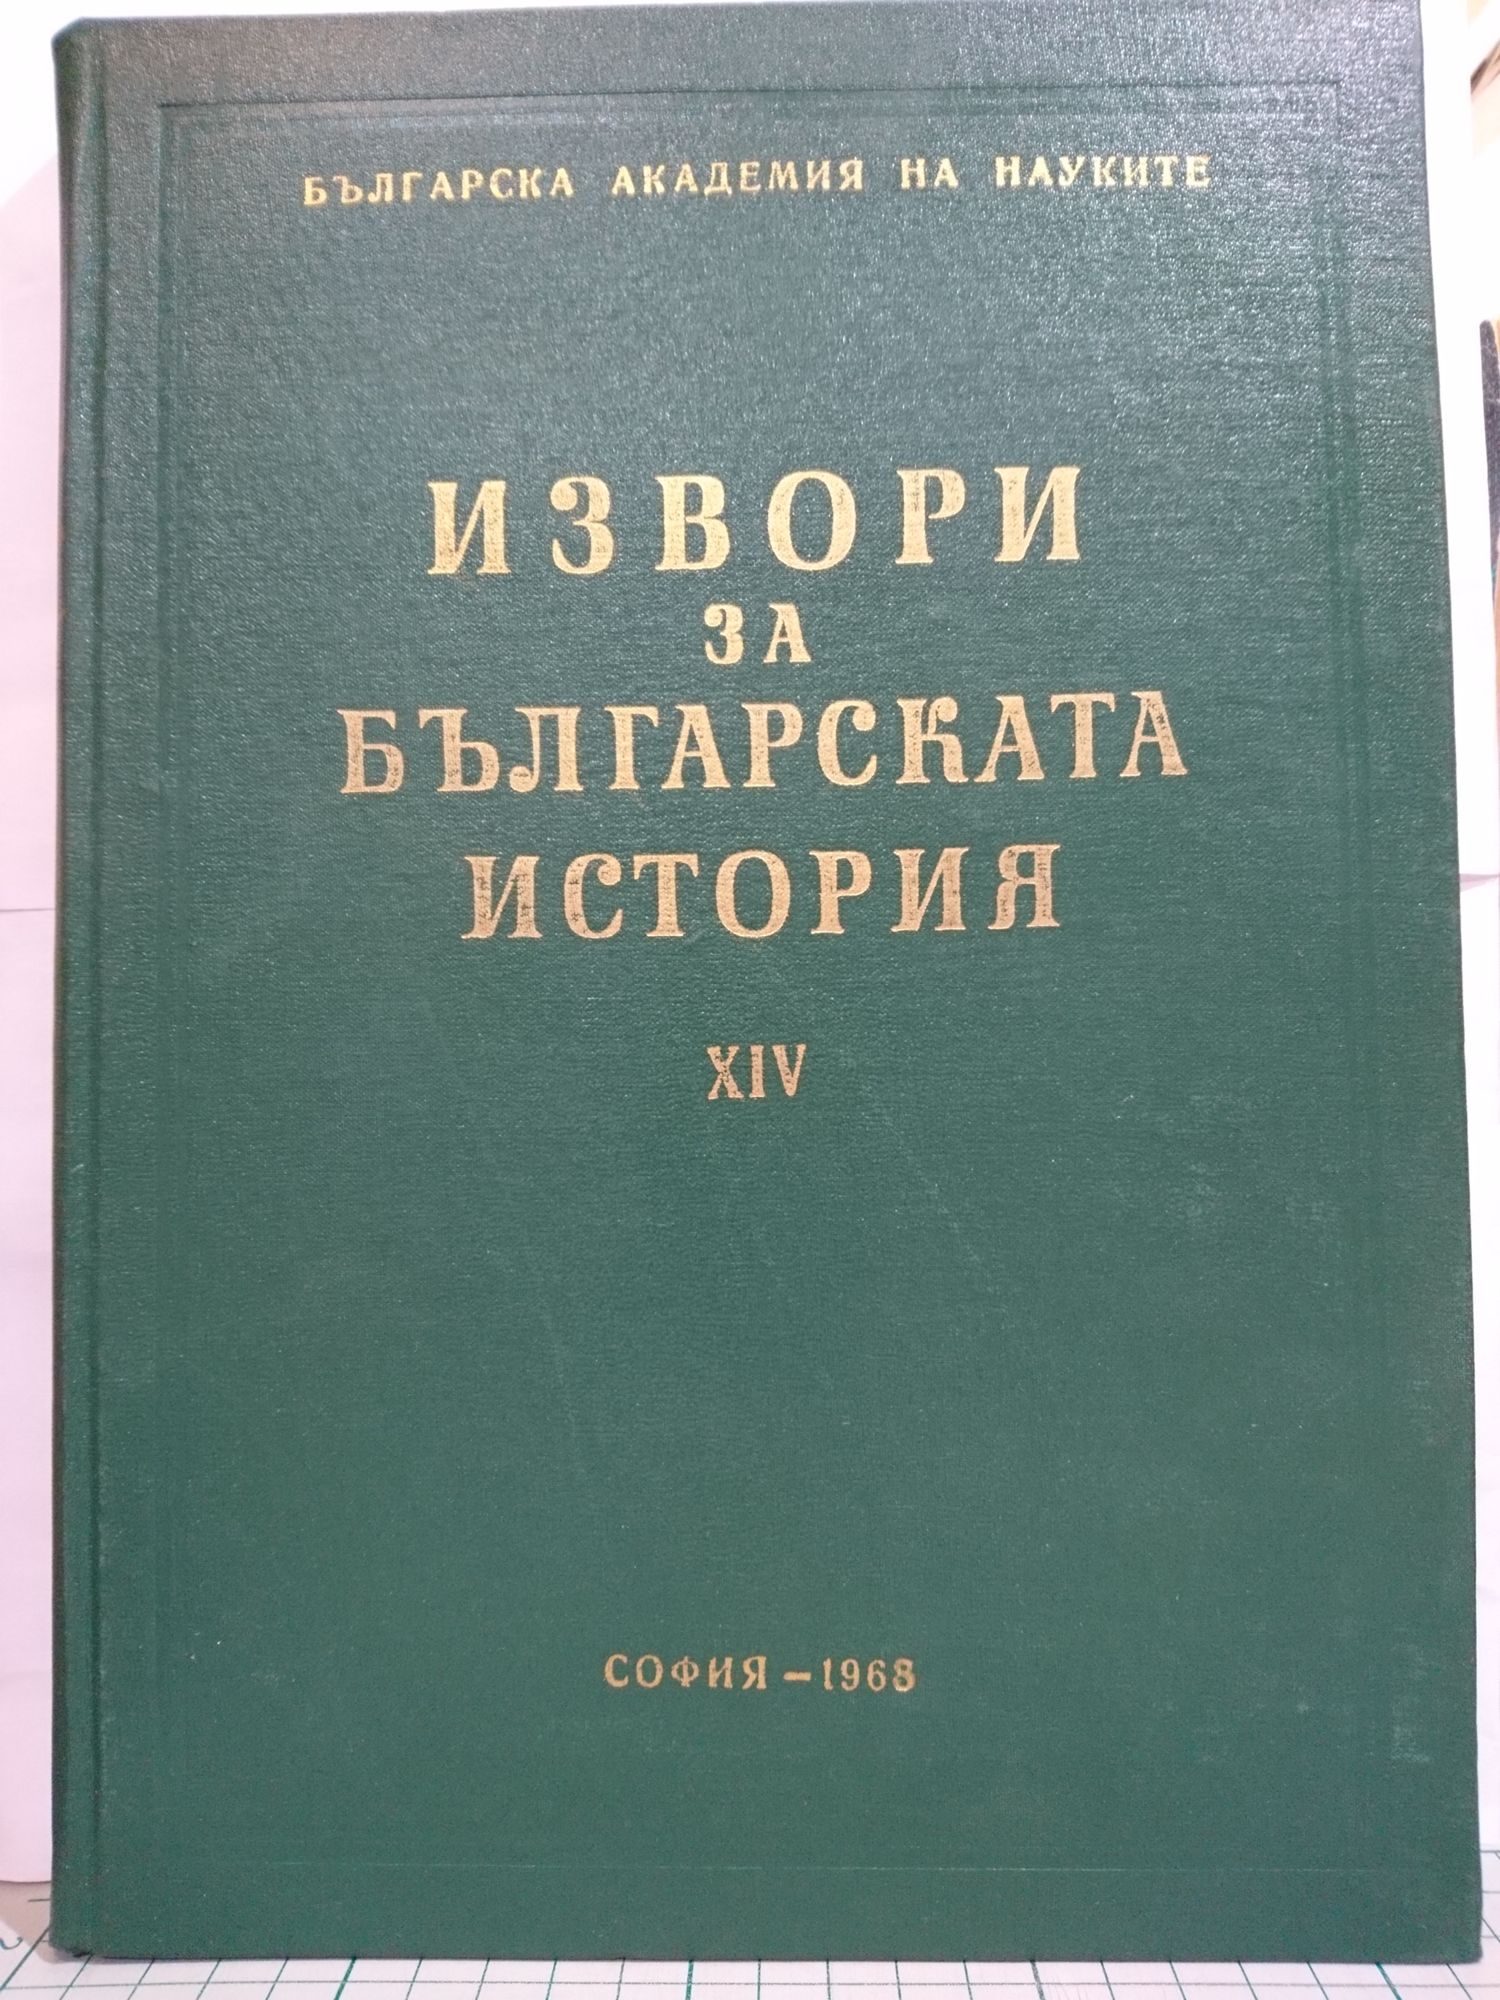 БЪЛГАРСКА АКАДЕМИЯ НА НАУКИТЕ
ИЗВОРИ
ЗА
БЪЛГАРСКАТА
ИСТОРИЯ
XIV
СОФИЯ – 1968